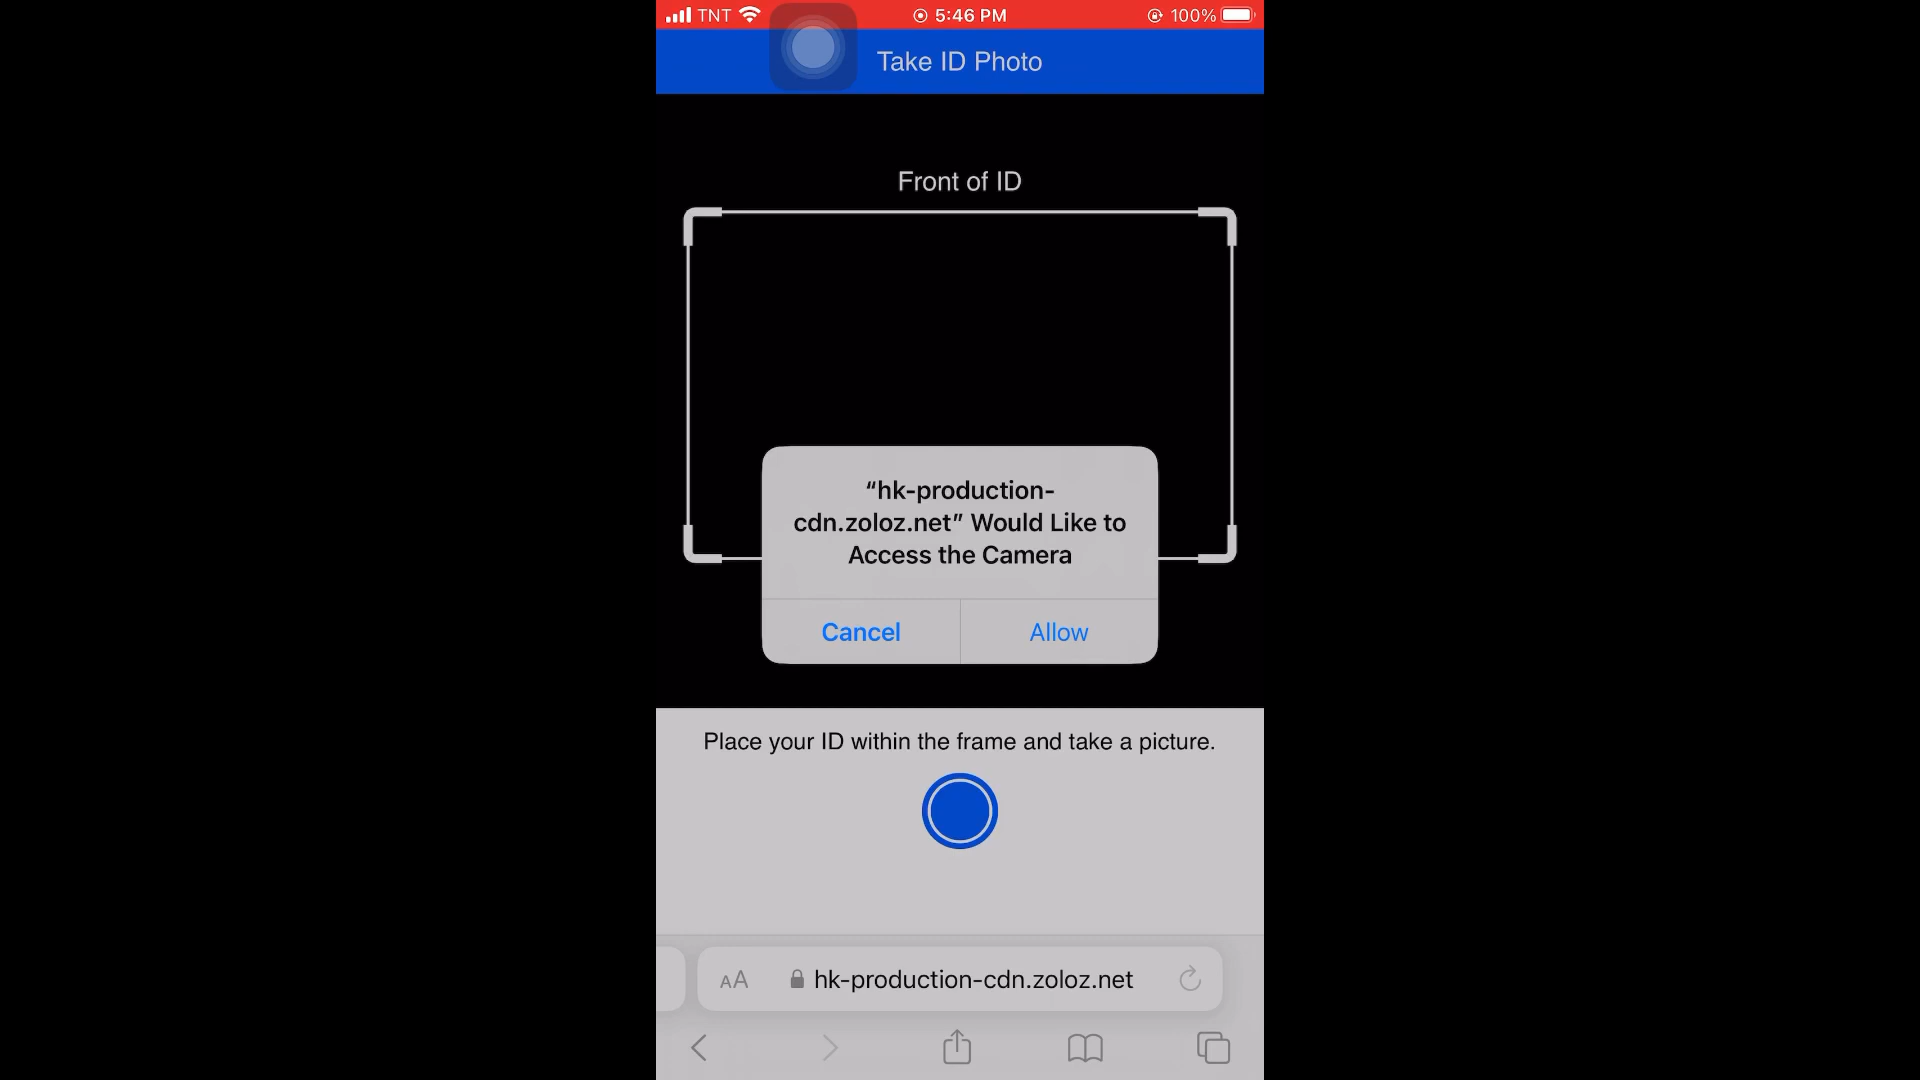 TNT 5:46 PM 100%
Take ID Photo
Front of ID
“hk-production-
cdn.zoloz.net” Would Like to
Access the Camera
Cancel Allow
Place your ID within the frame and take a picture.
AA hk-production-cdn.zoloz.net